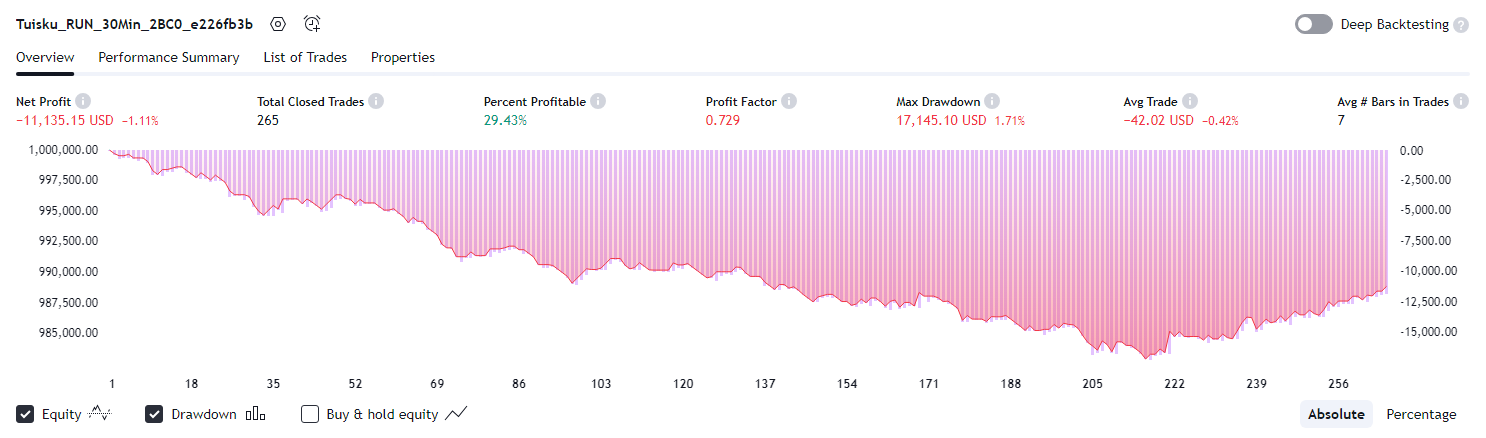 Tuisku_RUN_30Min_2BC0_e226fb3b
Deep Backtesting ?
Overview Performance Summary List of Trades Properties
Net Profit Total Closed Trades Percent Profitable Profit Factor Max Drawdown Avg Trade Avg # Bars in Trades
−11,135.15 USD −1.11% 265 29.43% 0.729 17,145.10 USD 1.71% −42.02 USD −0.42% 7
1,000,000.00 0.00
997,500.00 -2,500.00
995,000.00 -5,000.00
992,500.00 -7,500.00
990,000.00 -10,000.00
987,500.00 -12,500.00
985,000.00 -15,000.00
1 18 35 52 69 86 103 120 137 154 171 188 205 222 239 256
Equity Drawdown Buy & hold equity Absolute Percentage